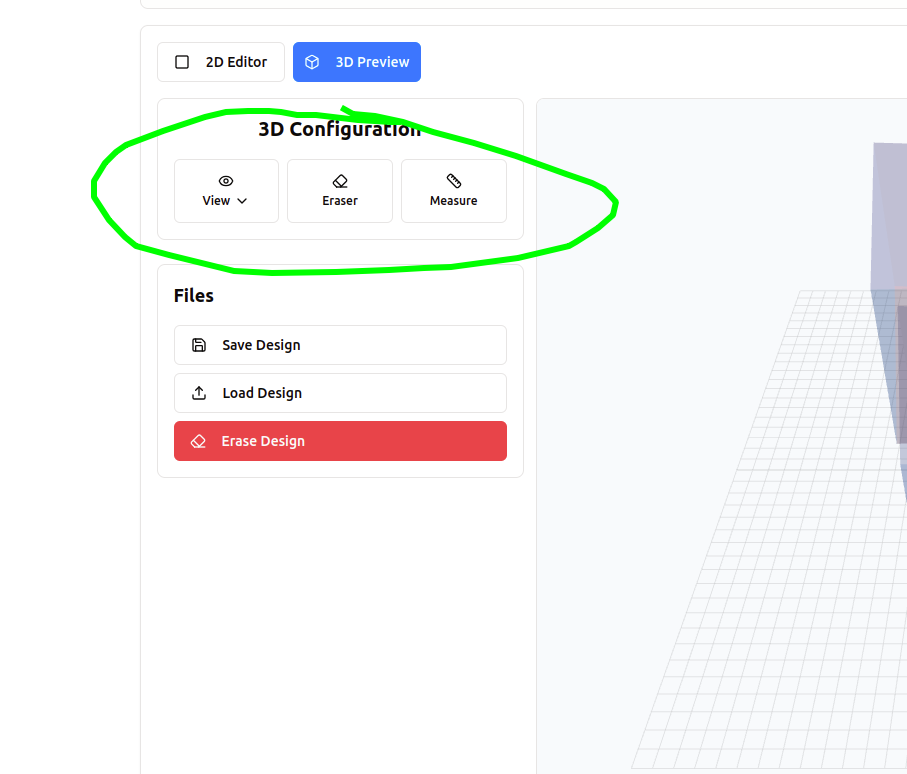 2D Editor 3D Preview
3D Configuration
View Eraser Measure
Files
Save Design
Load Design
Erase Design